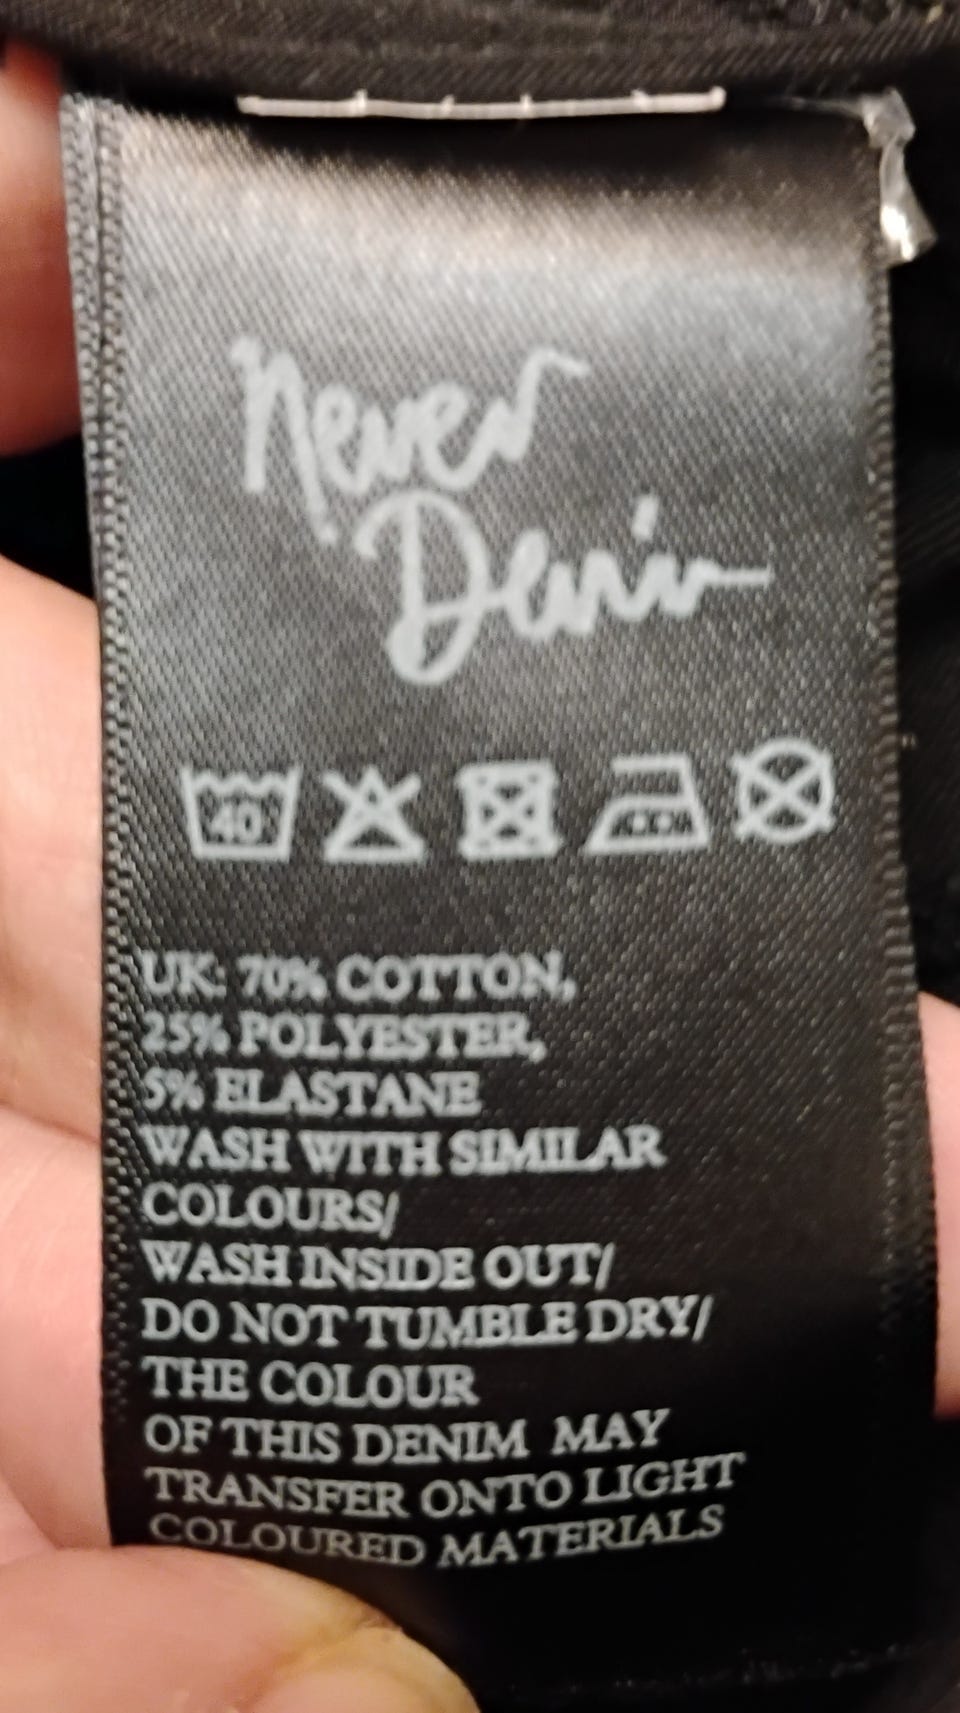 Never
Denim
40
UK: 70% COTTON,
25% POLYESTER,
5% ELASTANE
WASH WITH SIMILAR
COLOURS/
WASH INSIDE OUT/
DO NOT TUMBLE DRY/
THE COLOUR
OF THIS DENIM MAY
TRANSFER ONTO LIGHT
COLOURED MATERIALS